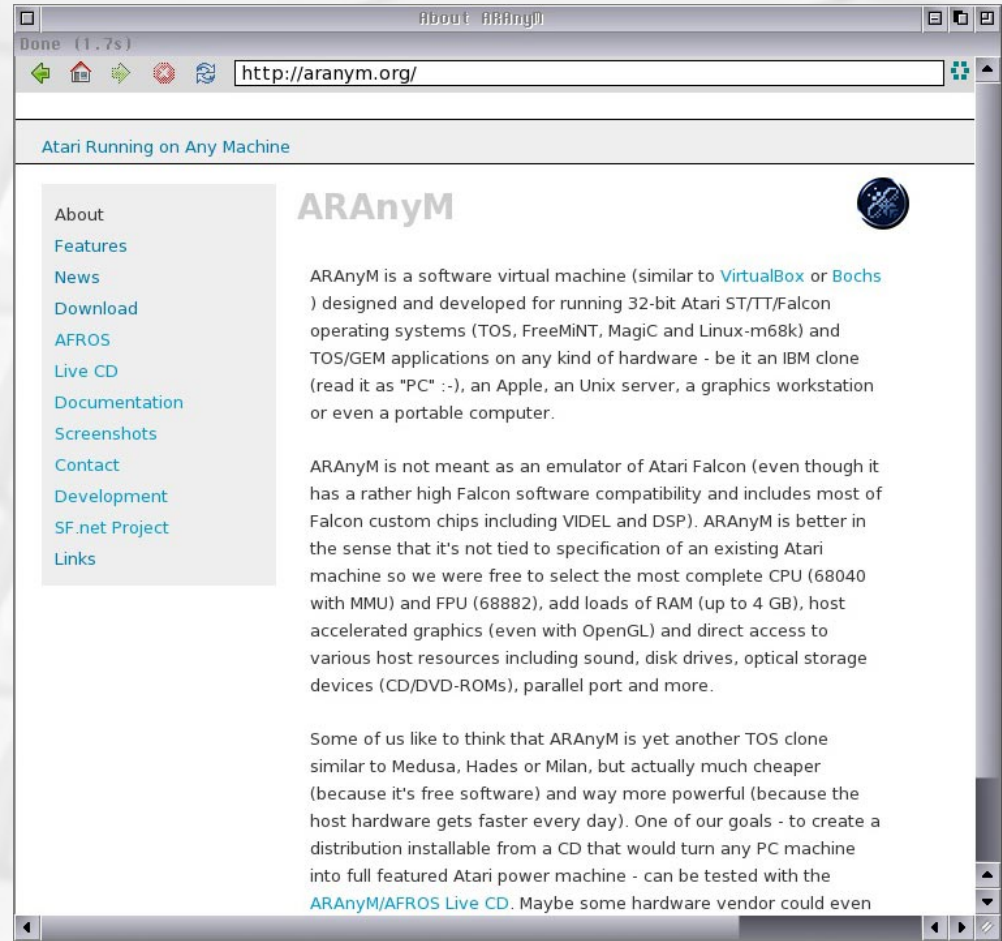 About ARAnyM
Done (1.7s)
http://aranym.org/
Atari Running on Any Machine
About
Features
News
Download
AFROS
Live CD
Documentation
Screenshots
Contact
Development
SF.net Project
Links
ARAnyM
ARAnyM is a software virtual machine (similar to VirtualBox or Bochs
) designed and developed for running 32-bit Atari ST/TT/Falcon
operating systems (TOS, FreeMiNT, MagiC and Linux-m68k) and
TOS/GEM applications on any kind of hardware - be it an IBM clone
(read it as "PC" :-), an Apple, an Unix server, a graphics workstation
or even a portable computer.
ARAnyM is not meant as an emulator of Atari Falcon (even though it
has a rather high Falcon software compatibility and includes most of
Falcon custom chips including VIDEL and DSP). ARAnyM is better in
the sense that it's not tied to specification of an existing Atari
machine so we were free to select the most complete CPU (68040
with MMU) and FPU (68882), add loads of RAM (up to 4 GB), host
accelerated graphics (even with OpenGL) and direct access to
various host resources including sound, disk drives, optical storage
devices (CD/DVD-ROMs), parallel port and more.
Some of us like to think that ARAnyM is yet another TOS clone
similar to Medusa, Hades or Milan, but actually much cheaper
(because it's free software) and way more powerful (because the
host hardware gets faster every day). One of our goals - to create a
distribution installable from a CD that would turn any PC machine
into full featured Atari power machine - can be tested with the
ARAnyM/AFROS Live CD. Maybe some hardware vendor could even